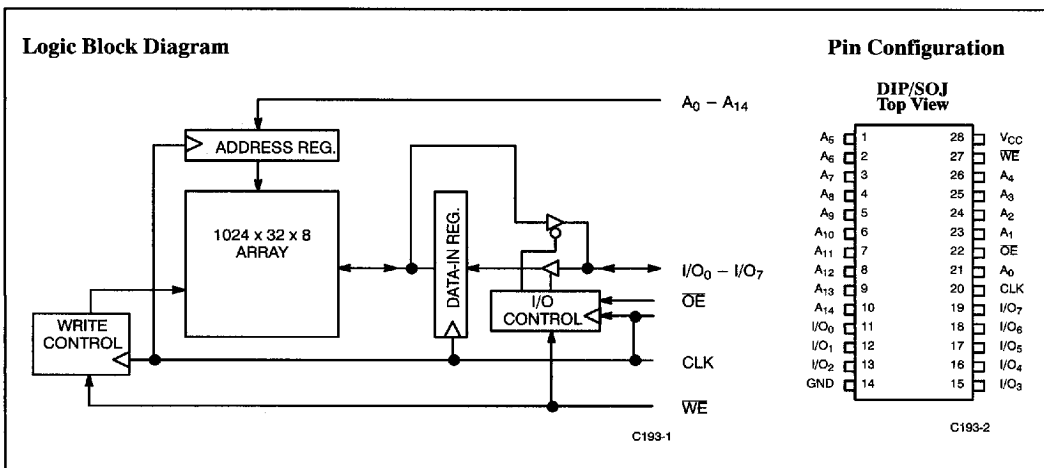 Logic Block Diagram
A0 – A14
ADDRESS REG.
1024 x 32 x 8
ARRAY
DATA-IN REG.
I/O0 – I/O7
I/O
CONTROL
O̅E̅
WRITE
CONTROL
CLK
W̅E̅
C193-1
Pin Configuration
DIP/SOJ
Top View
A5 1 28 VCC
A6 2 27 W̅E̅
A7 3 26 A4
A8 4 25 A3
A9 5 24 A2
A10 6 23 A1
A11 7 22 O̅E̅
A12 8 21 A0
A13 9 20 CLK
A14 10 19 I/O7
I/O0 11 18 I/O6
I/O1 12 17 I/O5
I/O2 13 16 I/O4
GND 14 15 I/O3
C193-2